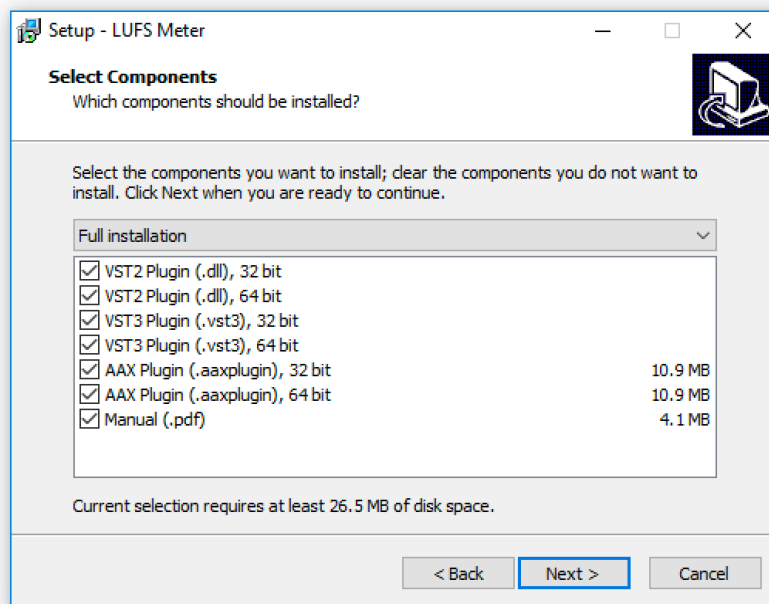 Setup - LUFS Meter
Select Components
Which components should be installed?
Select the components you want to install; clear the components you do not want to
install. Click Next when you are ready to continue.
Full installation
VST2 Plugin (.dll), 32 bit
VST2 Plugin (.dll), 64 bit
VST3 Plugin (.vst3), 32 bit
VST3 Plugin (.vst3), 64 bit
AAX Plugin (.aaxplugin), 32 bit 10.9 MB
AAX Plugin (.aaxplugin), 64 bit 10.9 MB
Manual (.pdf) 4.1 MB
Current selection requires at least 26.5 MB of disk space.
< Back Next > Cancel